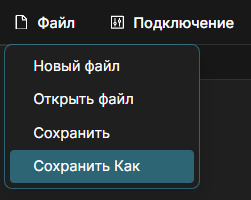 Файл Подключение
Новый файл
Открыть файл
Сохранить
Сохранить Как